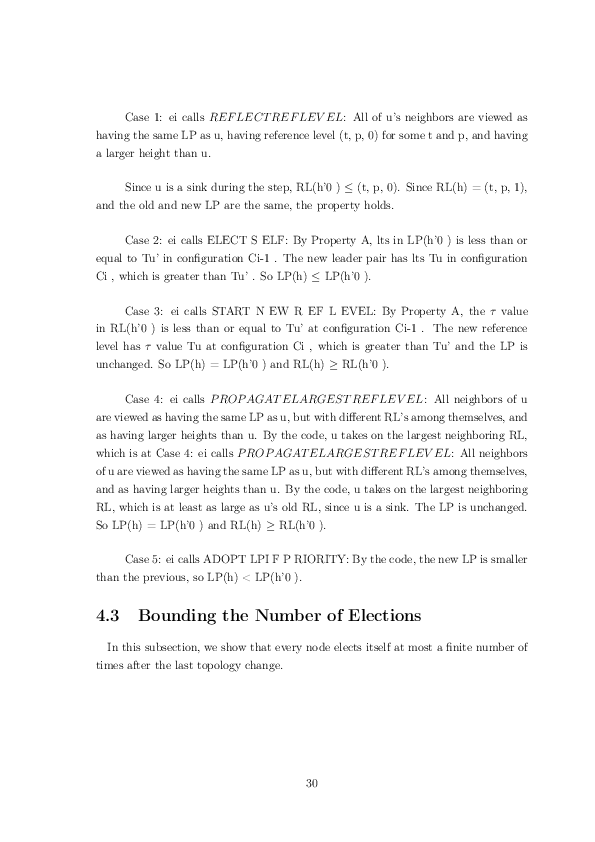 Case 1: ei calls REFLECTREFLEVEL: All of u's neighbors are viewed as
having the same LP as u, having reference level (t, p, 0) for some t and p, and having
a larger height than u.
Since u is a sink during the step, RL(h'0 ) ≤ (t, p, 0). Since RL(h) = (t, p, 1),
and the old and new LP are the same, the property holds.
Case 2: ei calls ELECT S ELF: By Property A, lts in LP(h'0 ) is less than or
equal to Tu' in configuration Ci-1 . The new leader pair has lts Tu in configuration
Ci , which is greater than Tu' . So LP(h) ≤ LP(h'0 ).
Case 3: ei calls START N EW R EF L EVEL: By Property A, the τ value
in RL(h'0 ) is less than or equal to Tu' at configuration Ci-1 . The new reference
level has τ value Tu at configuration Ci , which is greater than Tu' and the LP is
unchanged. So LP(h) = LP(h'0 ) and RL(h) ≥ RL(h'0 ).
Case 4: ei calls PROPAGATELARGESTREFLEVEL: All neighbors of u
are viewed as having the same LP as u, but with different RL's among themselves, and
as having larger heights than u. By the code, u takes on the largest neighboring RL,
which is at Case 4: ei calls PROPAGATELARGESTREFLEVEL: All neighbors
of u are viewed as having the same LP as u, but with different RL's among themselves,
and as having larger heights than u. By the code, u takes on the largest neighboring
RL, which is at least as large as u's old RL, since u is a sink. The LP is unchanged.
So LP(h) = LP(h'0 ) and RL(h) ≥ RL(h'0 ).
Case 5: ei calls ADOPT LPI F P RIORITY: By the code, the new LP is smaller
than the previous, so LP(h) < LP(h'0 ).
4.3 Bounding the Number of Elections
In this subsection, we show that every node elects itself at most a finite number of
times after the last topology change.
30